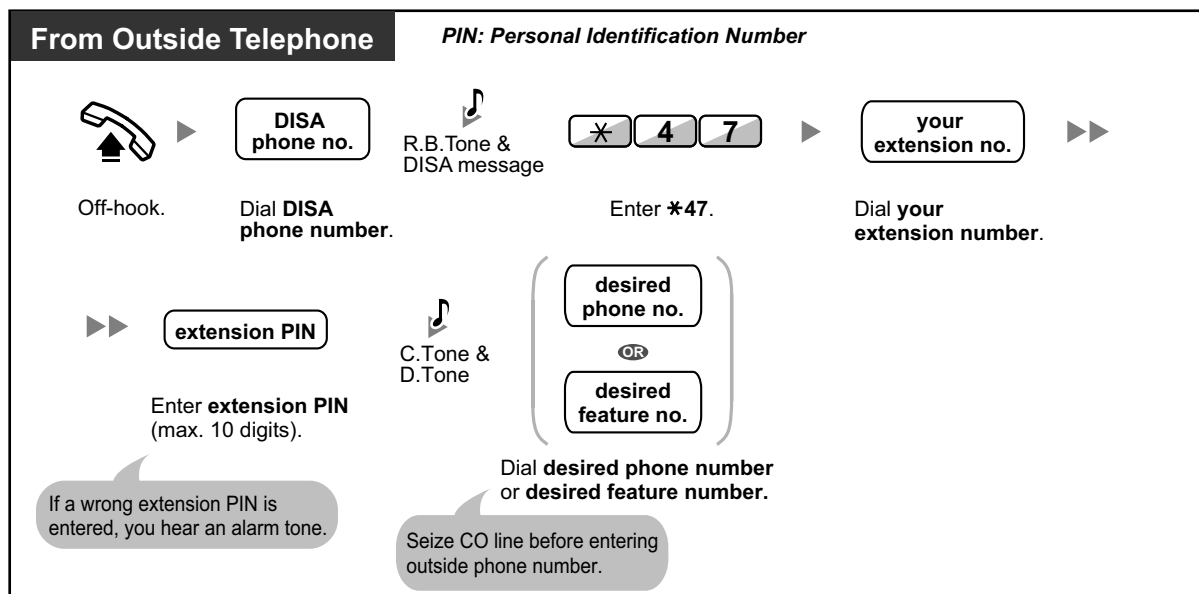 From Outside Telephone
PIN: Personal Identification Number
DISA
phone no.
R.B.Tone &
DISA message
* 4 7
your
extension no.
Off-hook.
Dial DISA
phone number.
Enter *47.
Dial your
extension number.
extension PIN
C.Tone &
D.Tone
desired
phone no.
OR
desired
feature no.
Enter extension PIN
(max. 10 digits).
Dial desired phone number
or desired feature number.
If a wrong extension PIN is
entered, you hear an alarm tone.
Seize CO line before entering
outside phone number.